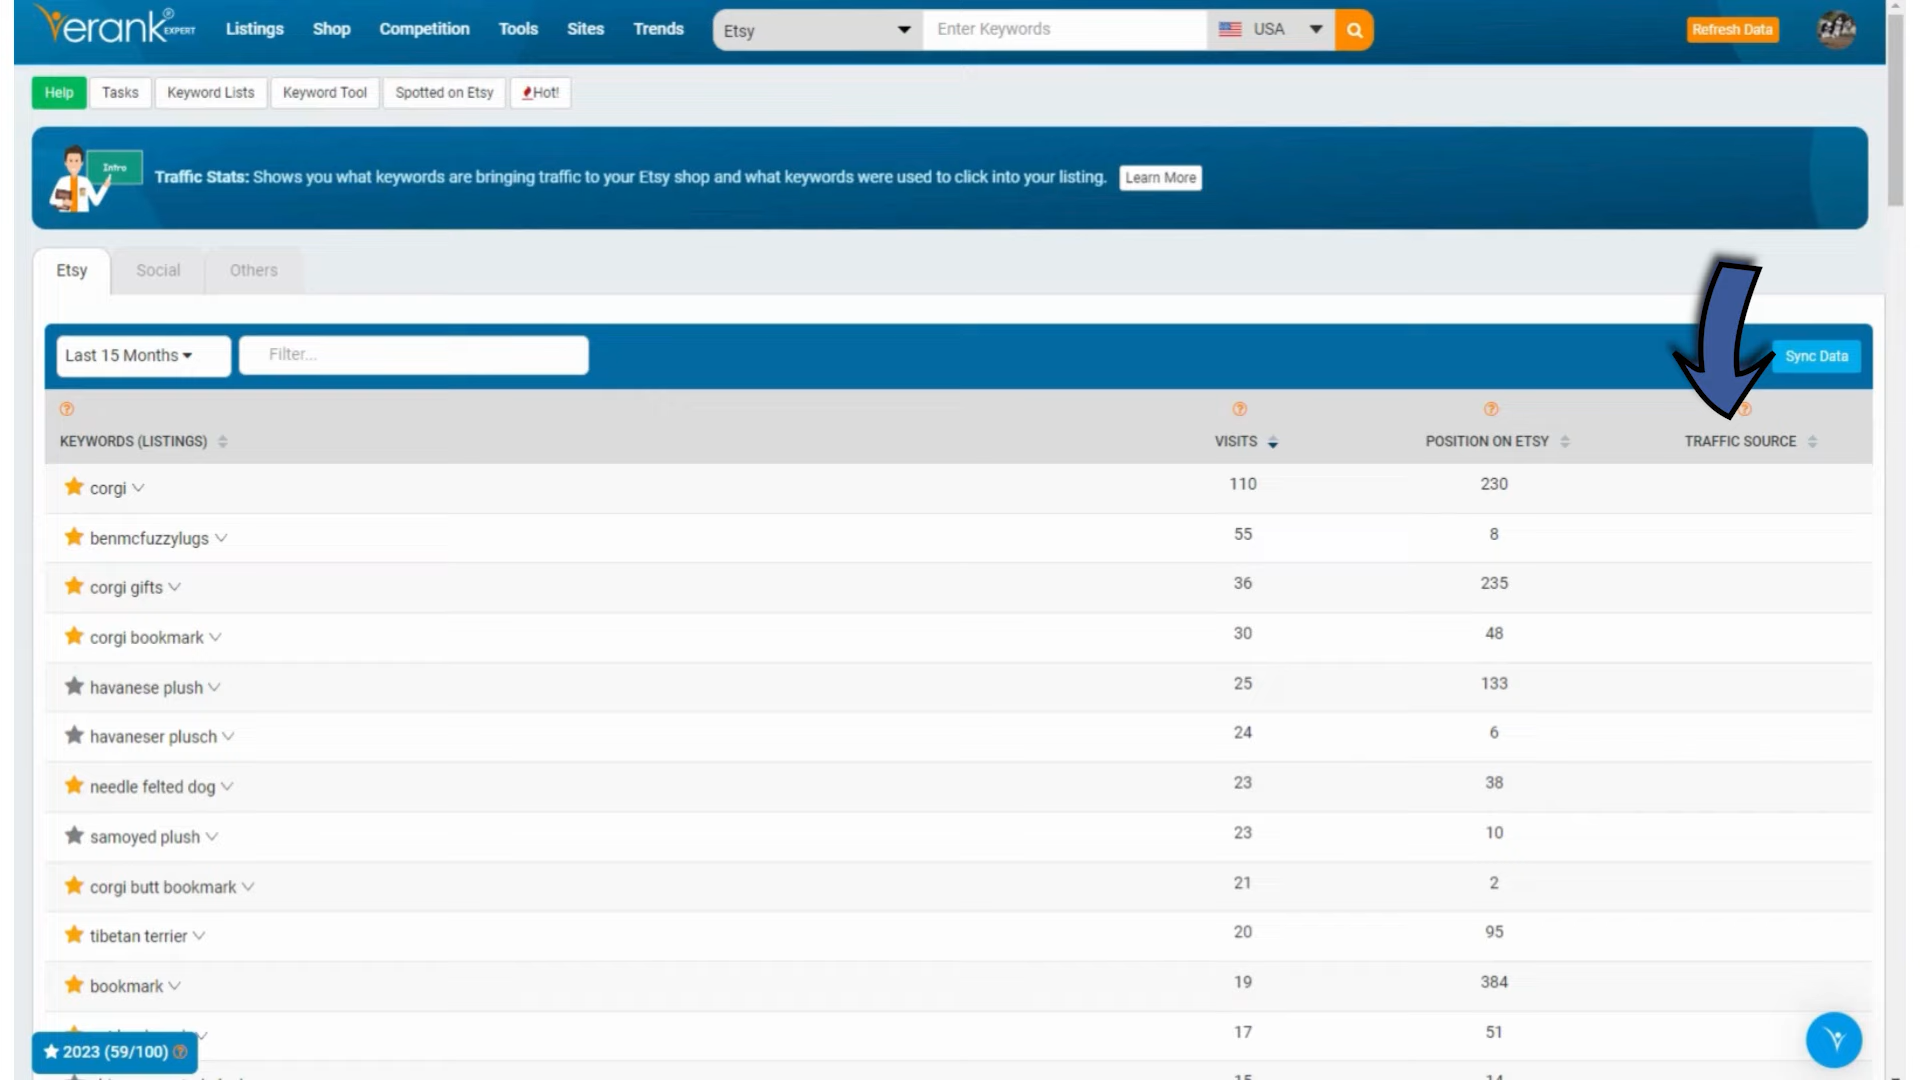 erank® EXPERT
Listings Shop Competition Tools Sites Trends Etsy Enter Keywords USA Refresh Data
Help Tasks Keyword Lists Keyword Tool Spotted on Etsy Hot!
Intro
Traffic Stats: Shows you what keywords are bringing traffic to your Etsy shop and what keywords were used to click into your listing. Learn More
Etsy Social Others
Last 15 Months Filter... Sync Data
KEYWORDS (LISTINGS) VISITS POSITION ON ETSY TRAFFIC SOURCE
corgi 110 230
benmcfuzzylugs 55 8
corgi gifts 36 235
corgi bookmark 30 48
havanese plush 25 133
havaneser plusch 24 6
needle felted dog 23 38
samoyed plush 23 10
corgi butt bookmark 21 2
tibetan terrier 20 95
bookmark 19 384
17 51
2023 (59/100)